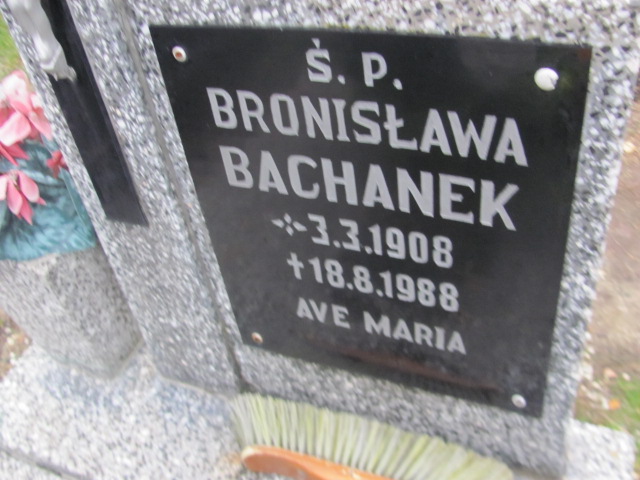 Ś. P.
BRONISŁAWA
BACHANEK
3.3.1908
✝18.8.1988
AVE MARIA